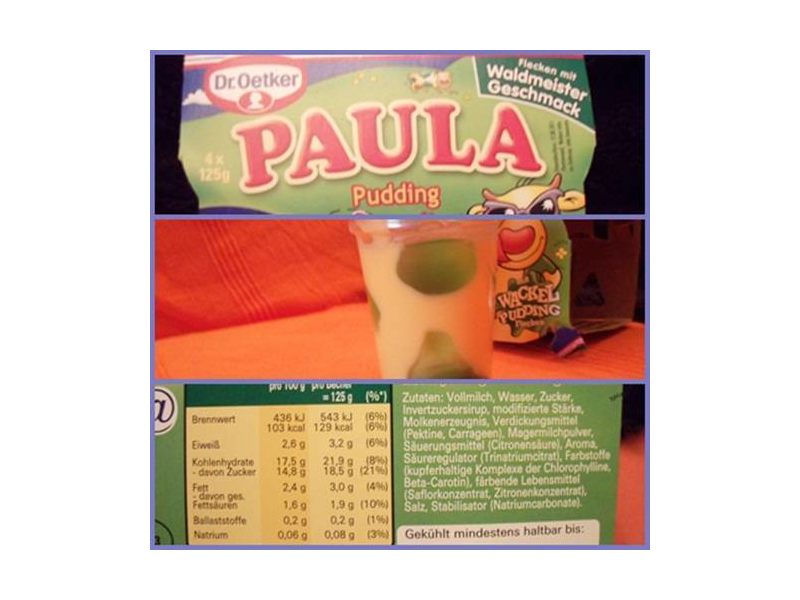 Dr.Oetker
Flecken mit
Waldmeister
Geschmack
PAULA
4x
125g
Pudding
WACKEL
PUDDING
Flecken
pro 100 g pro Becher
= 125 g (%*)
Brennwert 436 kJ 543 kJ (6%)
103 kcal 129 kcal (6%)
Eiweiß 2,6 g 3,2 g (6%)
Kohlenhydrate 17,5 g 21,9 g (8%)
- davon Zucker 14,8 g 18,5 g (21%)
Fett 2,4 g 3,0 g (4%)
- davon ges.
Fettsäuren 1,6 g 1,9 g (10%)
Ballaststoffe 0,2 g 0,2 g (1%)
Natrium 0,06 g 0,08 g (3%)
Zutaten: Vollmilch, Wasser, Zucker,
Invertzuckersirup, modifizierte Stärke,
Molkenerzeugnis, Verdickungsmittel
(Pektine, Carrageen), Magermilchpulver,
Säuerungsmittel (Citronensäure), Aroma,
Säureregulator (Trinatriumcitrat), Farbstoffe
(kupferhaltige Komplexe der Chlorophylline,
Beta-Carotin), färbende Lebensmittel
(Saflorkonzentrat, Zitronenkonzentrat),
Salz, Stabilisator (Natriumcarbonate).
Gekühlt mindestens haltbar bis: